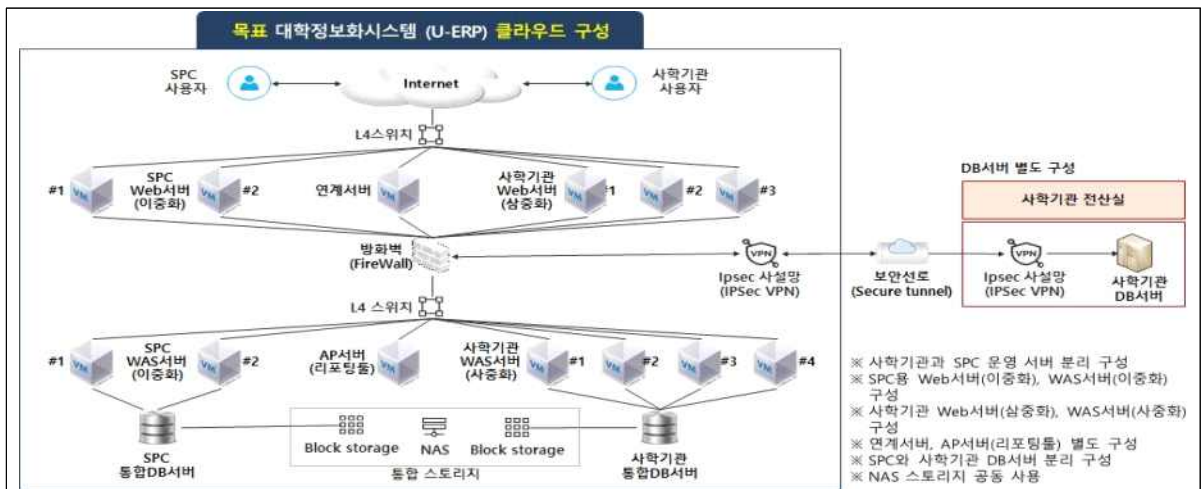 목표 대학정보화시스템 (U-ERP) 클라우드 구성
SPC
사용자
Internet
사학기관
사용자
L4스위치
#1
VM
SPC
Web서버
(이중화)
VM
#2
연계서버
VM
사학기관
Web서버
(삼중화)
VM
#1
VM
#2
VM
#3
방화벽
(FireWall)
VPN
Ipsec 사설망
(IPSec VPN)
보안선로
(Secure tunnel)
DB서버 별도 구성
사학기관 전산실
VPN
Ipsec 사설망
(IPSec VPN)
사학기관
DB서버
L4 스위치
#1
VM
SPC
WAS서버
(이중화)
VM
#2
AP서버
(리포팅툴)
VM
사학기관
WAS서버
(사중화)
VM
#1
VM
#2
VM
#3
VM
#4
SPC
통합DB서버
Block storage
NAS
Block storage
통합 스토리지
사학기관
통합DB서버
※ 사학기관과 SPC 운영 서버 분리 구성
※ SPC용 Web서버(이중화), WAS서버(이중화)
구성
※ 사학기관 Web서버(삼중화), WAS서버(사중화)
구성
※ 연계서버, AP서버(리포팅툴) 별도 구성
※ SPC와 사학기관 DB서버 분리 구성
※ NAS 스토리지 공동 사용